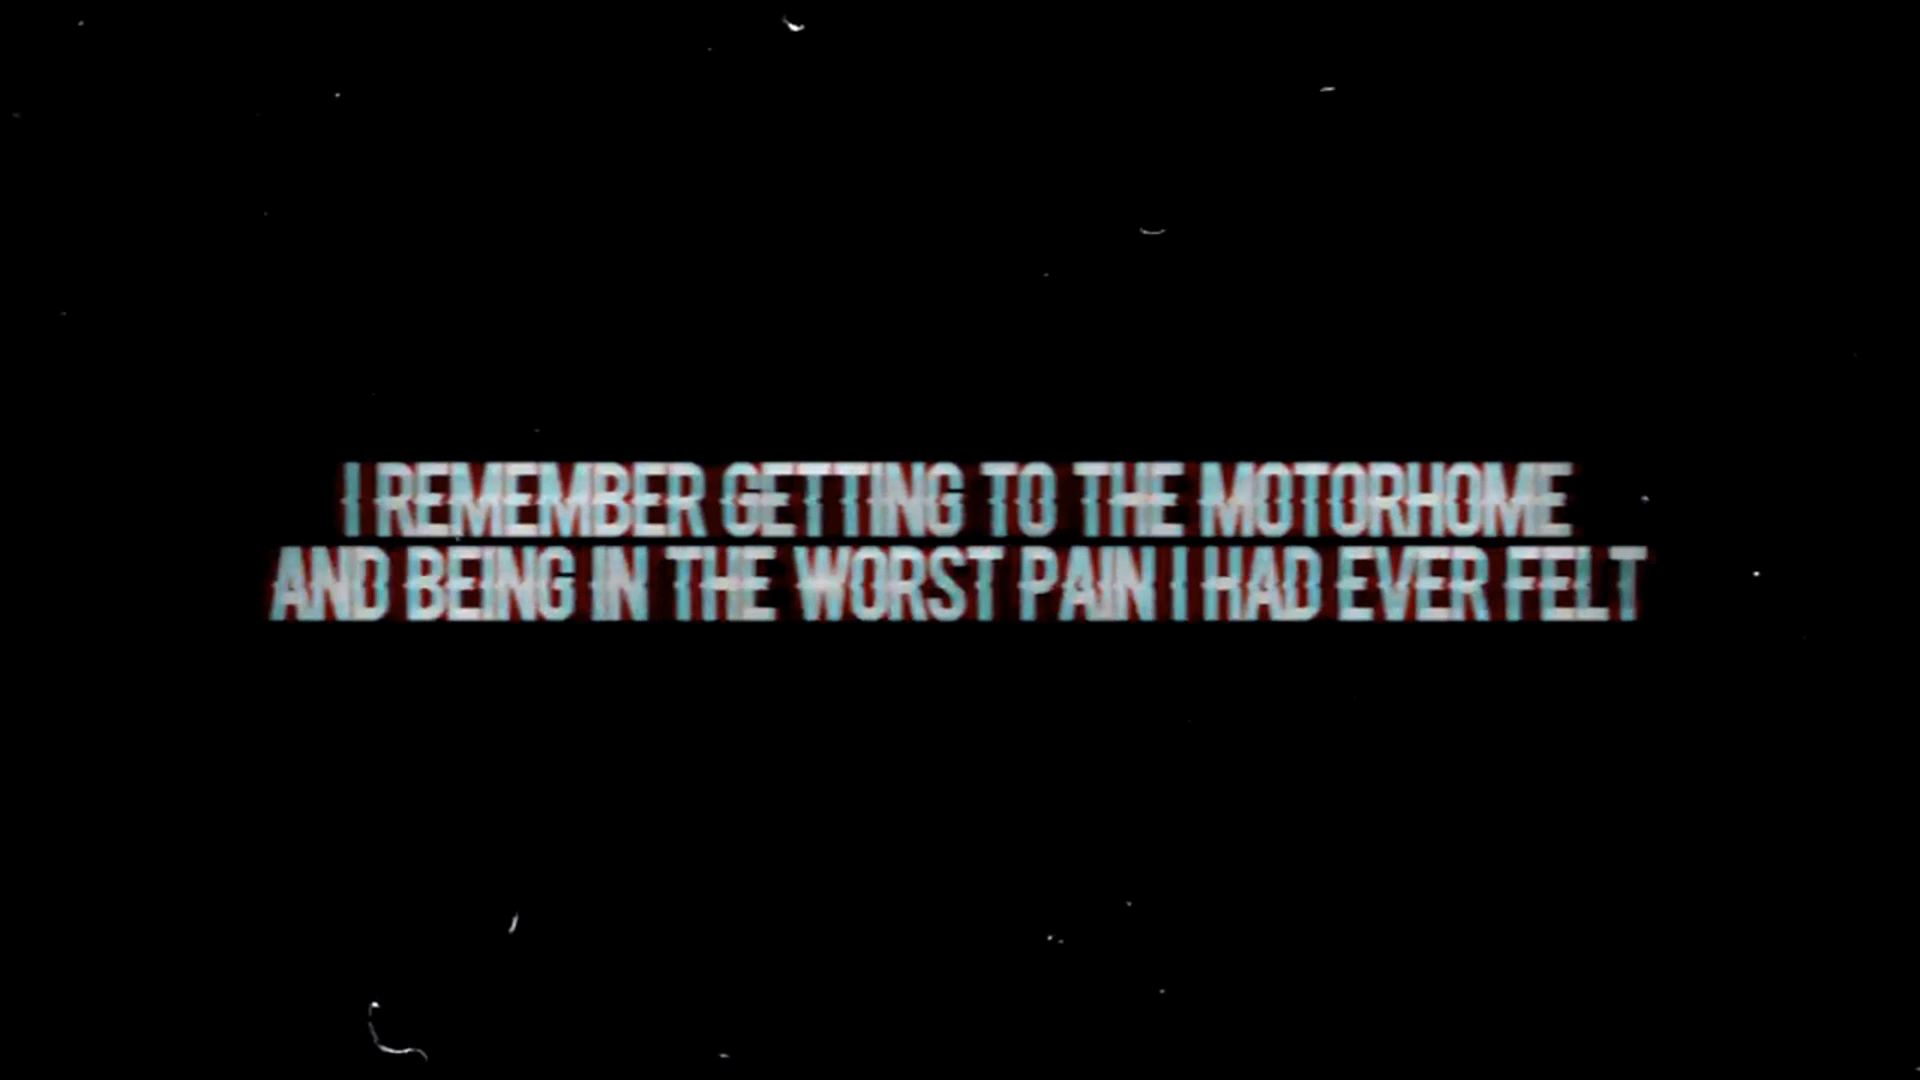 I REMEMBER GETTING TO THE MOTORHOME
AND BEING IN THE WORST PAIN I HAD EVER FELT